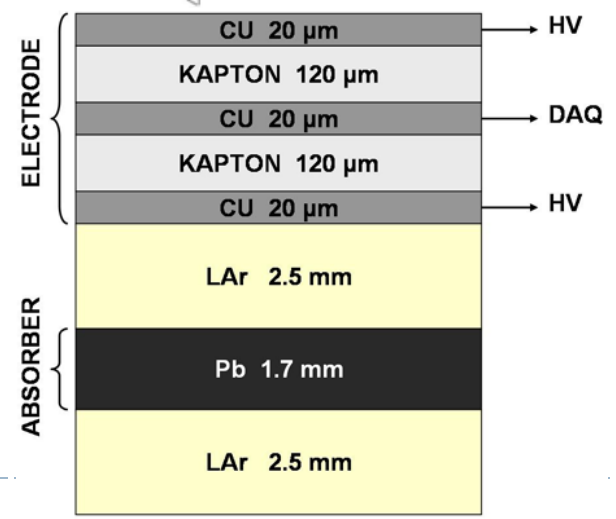 CU 20 µm
HV
KAPTON 120 µm
CU 20 µm
DAQ
KAPTON 120 µm
CU 20 µm
HV
ELECTRODE
LAr 2.5 mm
Pb 1.7 mm
ABSORBER
LAr 2.5 mm